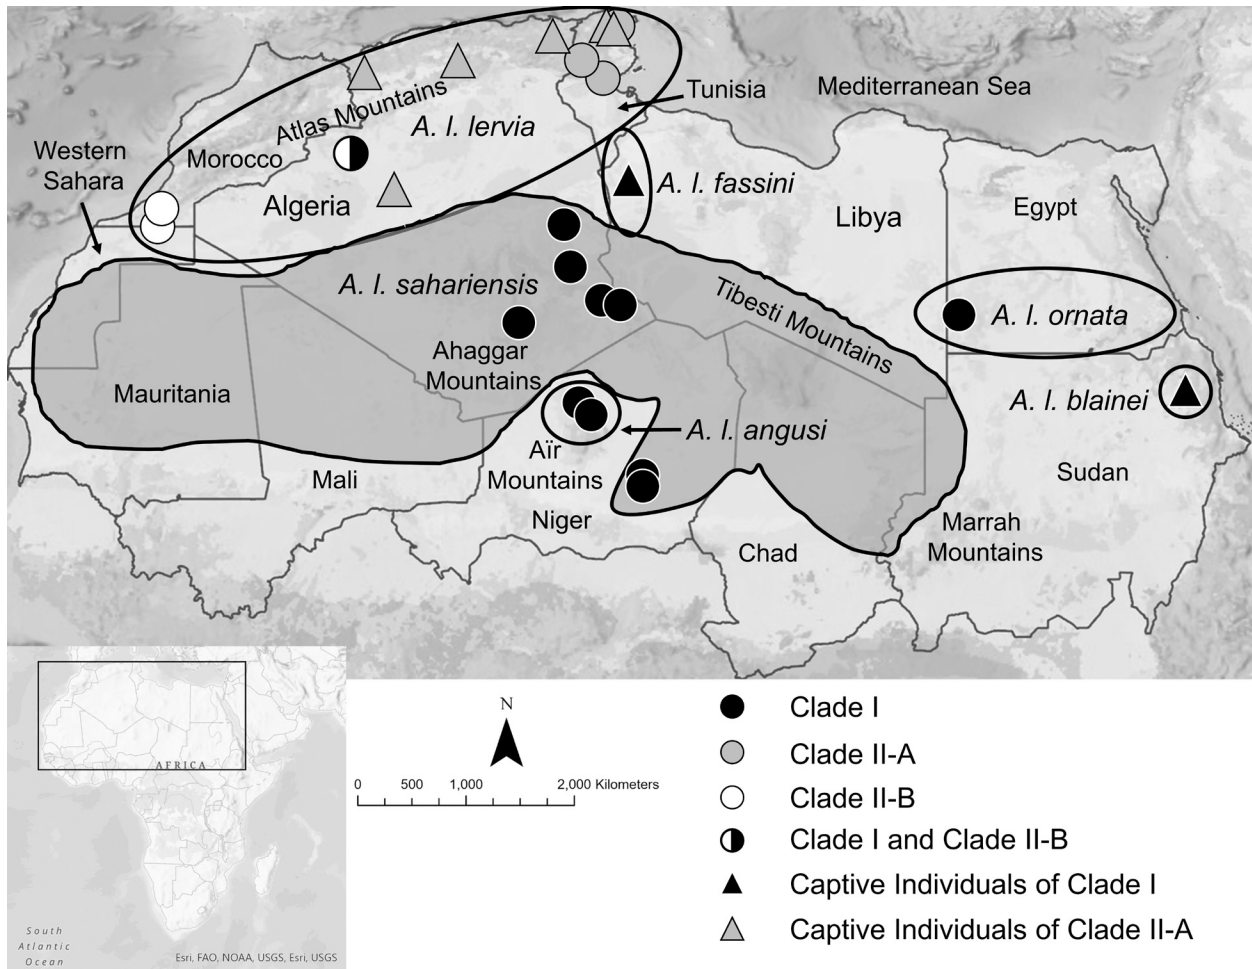 Mediterranean Sea
Tunisia
Atlas Mountains
A. l. lervia
Western
Sahara
Morocco
A. l. fassini
Algeria
Libya
Egypt
A. l. sahariensis
Tibesti Mountains
A. l. ornata
Ahaggar
Mountains
Mauritania
A. l. blainei
A. l. angusi
Aïr
Mountains
Mali
Sudan
Niger
Marrah
Mountains
Chad
AFRICA
South
Atlantic
Ocean
Esri, FAO, NOAA, USGS, Esri, USGS
N
0 500 1,000 2,000 Kilometers
Clade I
Clade II-A
Clade II-B
Clade I and Clade II-B
Captive Individuals of Clade I
Captive Individuals of Clade II-A